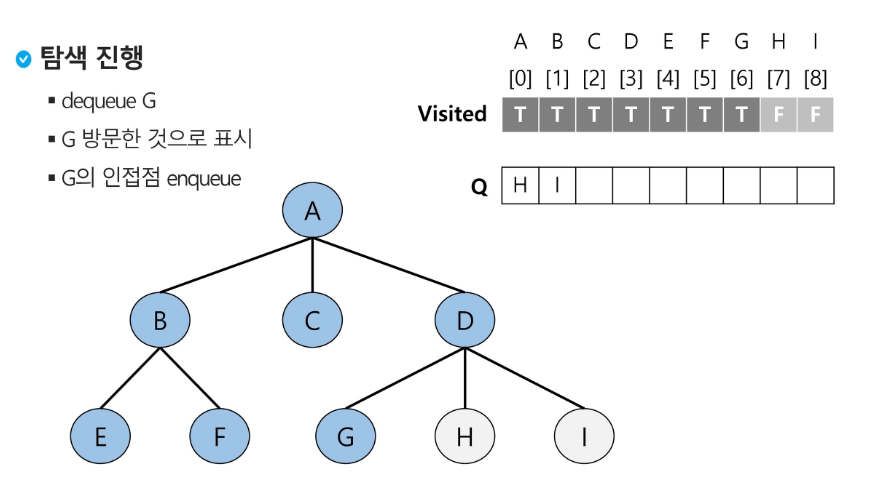 탐색 진행
▪ dequeue G
▪ G 방문한 것으로 표시
▪ G의 인접점 enqueue
A B C D E F G H I
[0] [1] [2] [3] [4] [5] [6] [7] [8]
Visited T T T T T T T F F
Q H I
A
B C D
E F G H I